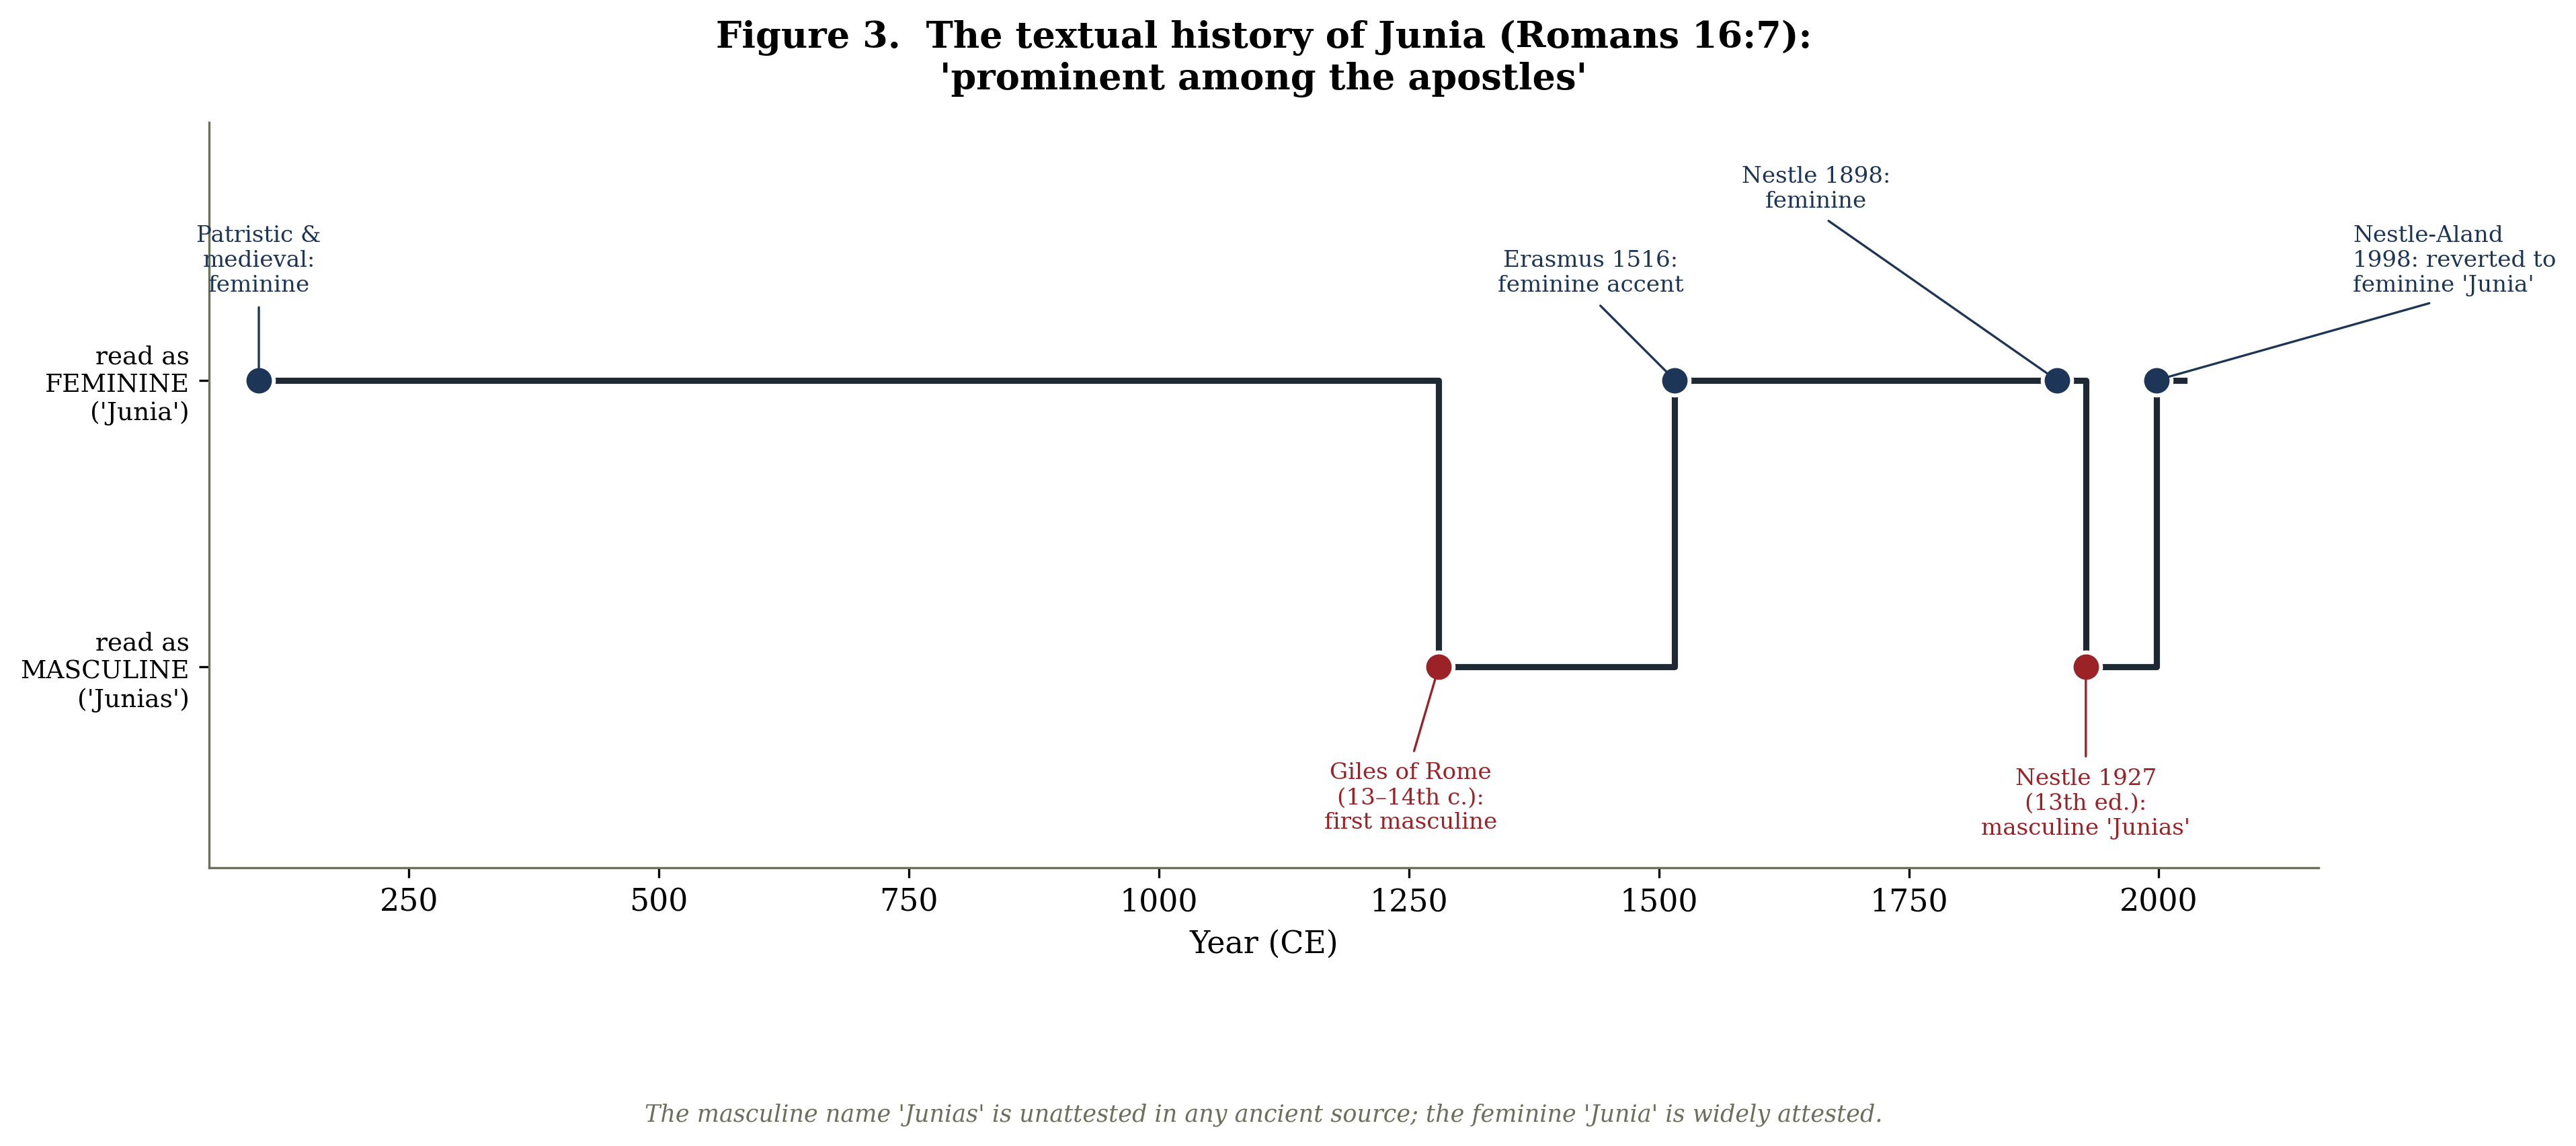 Figure 3.  The textual history of Junia (Romans 16:7):
'prominent among the apostles'
Nestle 1898:
feminine
Patristic &
medieval:
feminine
Erasmus 1516:
feminine accent
Nestle-Aland
1998: reverted to
feminine 'Junia'
read as
FEMININE
('Junia')
read as
MASCULINE
('Junias')
Giles of Rome
(13–14th c.):
first masculine
Nestle 1927
(13th ed.):
masculine 'Junias'
250 500 750 1000 1250 1500 1750 2000
Year (CE)
The masculine name 'Junias' is unattested in any ancient source; the feminine 'Junia' is widely attested.